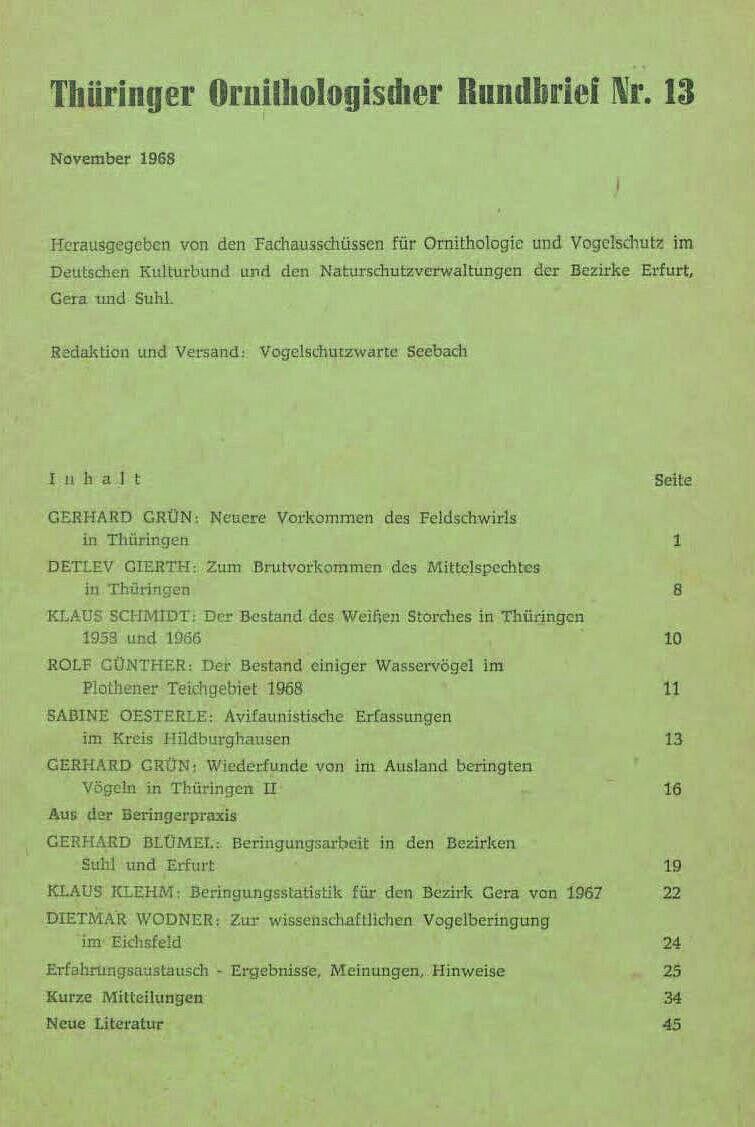 Thüringer Ornithologischer Rundbrief Nr. 13
November 1968
Herausgegeben von den Fachausschüssen für Ornithologie und Vogelschutz im
Deutschen Kulturbund und den Naturschutzverwaltungen der Bezirke Erfurt,
Gera und Suhl.
Redaktion und Versand: Vogelschutzwarte Seebach
Inhalt Seite
GERHARD GRÜN: Neuere Vorkommen des Feldschwirls
in Thüringen 1
DETLEV GIERTH: Zum Brutvorkommen des Mittelspechtes
in Thüringen 8
KLAUS SCHMIDT: Der Bestand des Weißen Storches in Thüringen
1958 und 1966 10
ROLF GÜNTHER: Der Bestand einiger Wasservögel im
Plothener Teichgebiet 1968 11
SABINE OESTERLE: Avifaunistische Erfassungen
im Kreis Hildburghausen 13
GERHARD GRÜN: Wiederfunde von im Ausland beringten
Vögeln in Thüringen II 16
Aus der Beringerpraxis
GERHARD BLÜMEL: Beringungsarbeit in den Bezirken
Suhl und Erfurt 19
KLAUS KLEHM: Beringungsstatistik für den Bezirk Gera von 1967 22
DIETMAR WODNER: Zur wissenschaftlichen Vogelberingung
im Eichsfeld 24
Erfahrungsaustausch - Ergebnisse, Meinungen, Hinweise 25
Kurze Mitteilungen 34
Neue Literatur 45